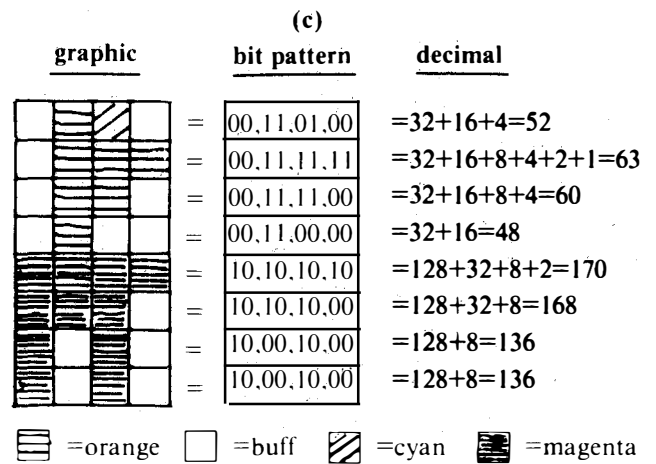 (c)
graphic bit pattern decimal
= 00,11,01,00 =32+16+4=52
= 00,11,11,11 =32+16+8+4+2+1=63
= 00,11,11,00 =32+16+8+4=60
= 00,11,00,00 =32+16=48
= 10,10,10,10 =128+32+8+2=170
= 10,10,10,00 =128+32+8=168
= 10,00,10,00 =128+8=136
= 10,00,10,00 =128+8=136
=orange =buff =cyan =magenta